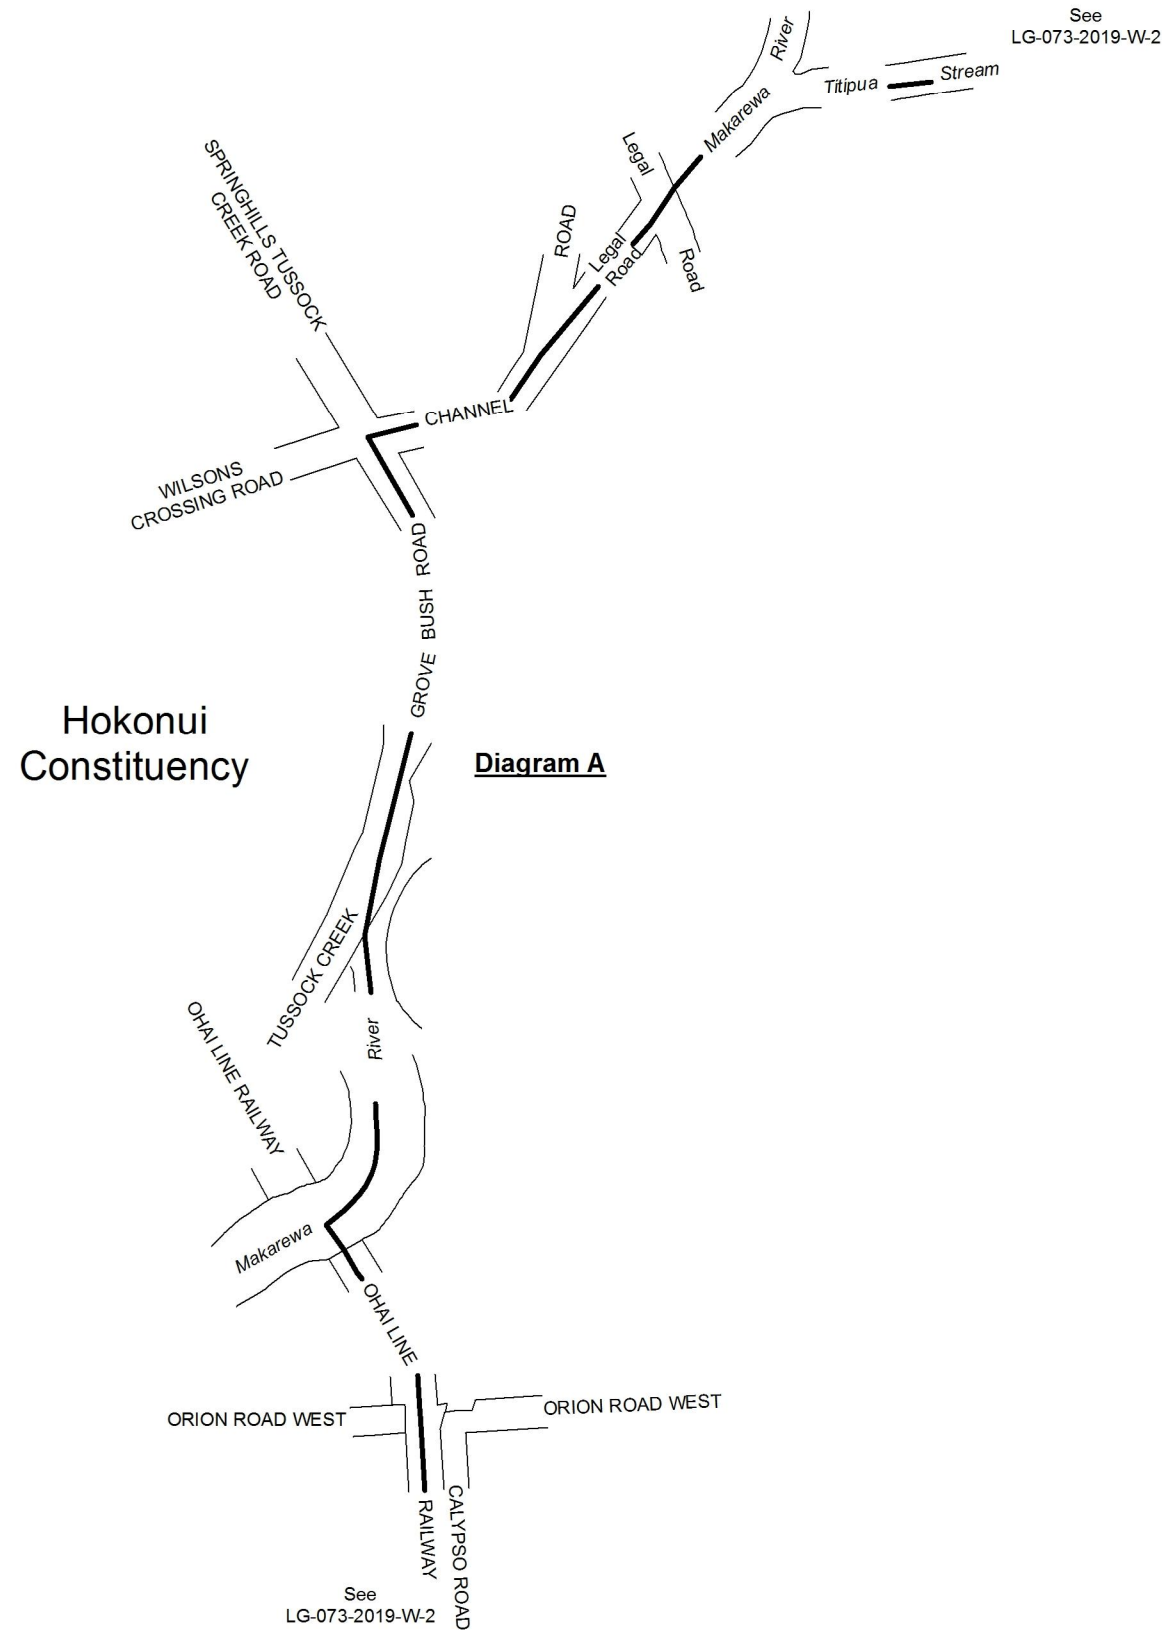 See
LG-073-2019-W-2
River
Titipua
Stream
Makarewa
Legal
Road
SPRINGHILLS TUSSOCK
CREEK ROAD
ROAD
Legal
Road
CHANNEL
WILSONS
CROSSING ROAD
GROVE BUSH ROAD
Hokonui
Constituency
Diagram A
TUSSOCK CREEK
River
OHAI LINE RAILWAY
Makarewa
OHAI LINE
ORION ROAD WEST
ORION ROAD WEST
RAILWAY
CALYPSO ROAD
See
LG-073-2019-W-2